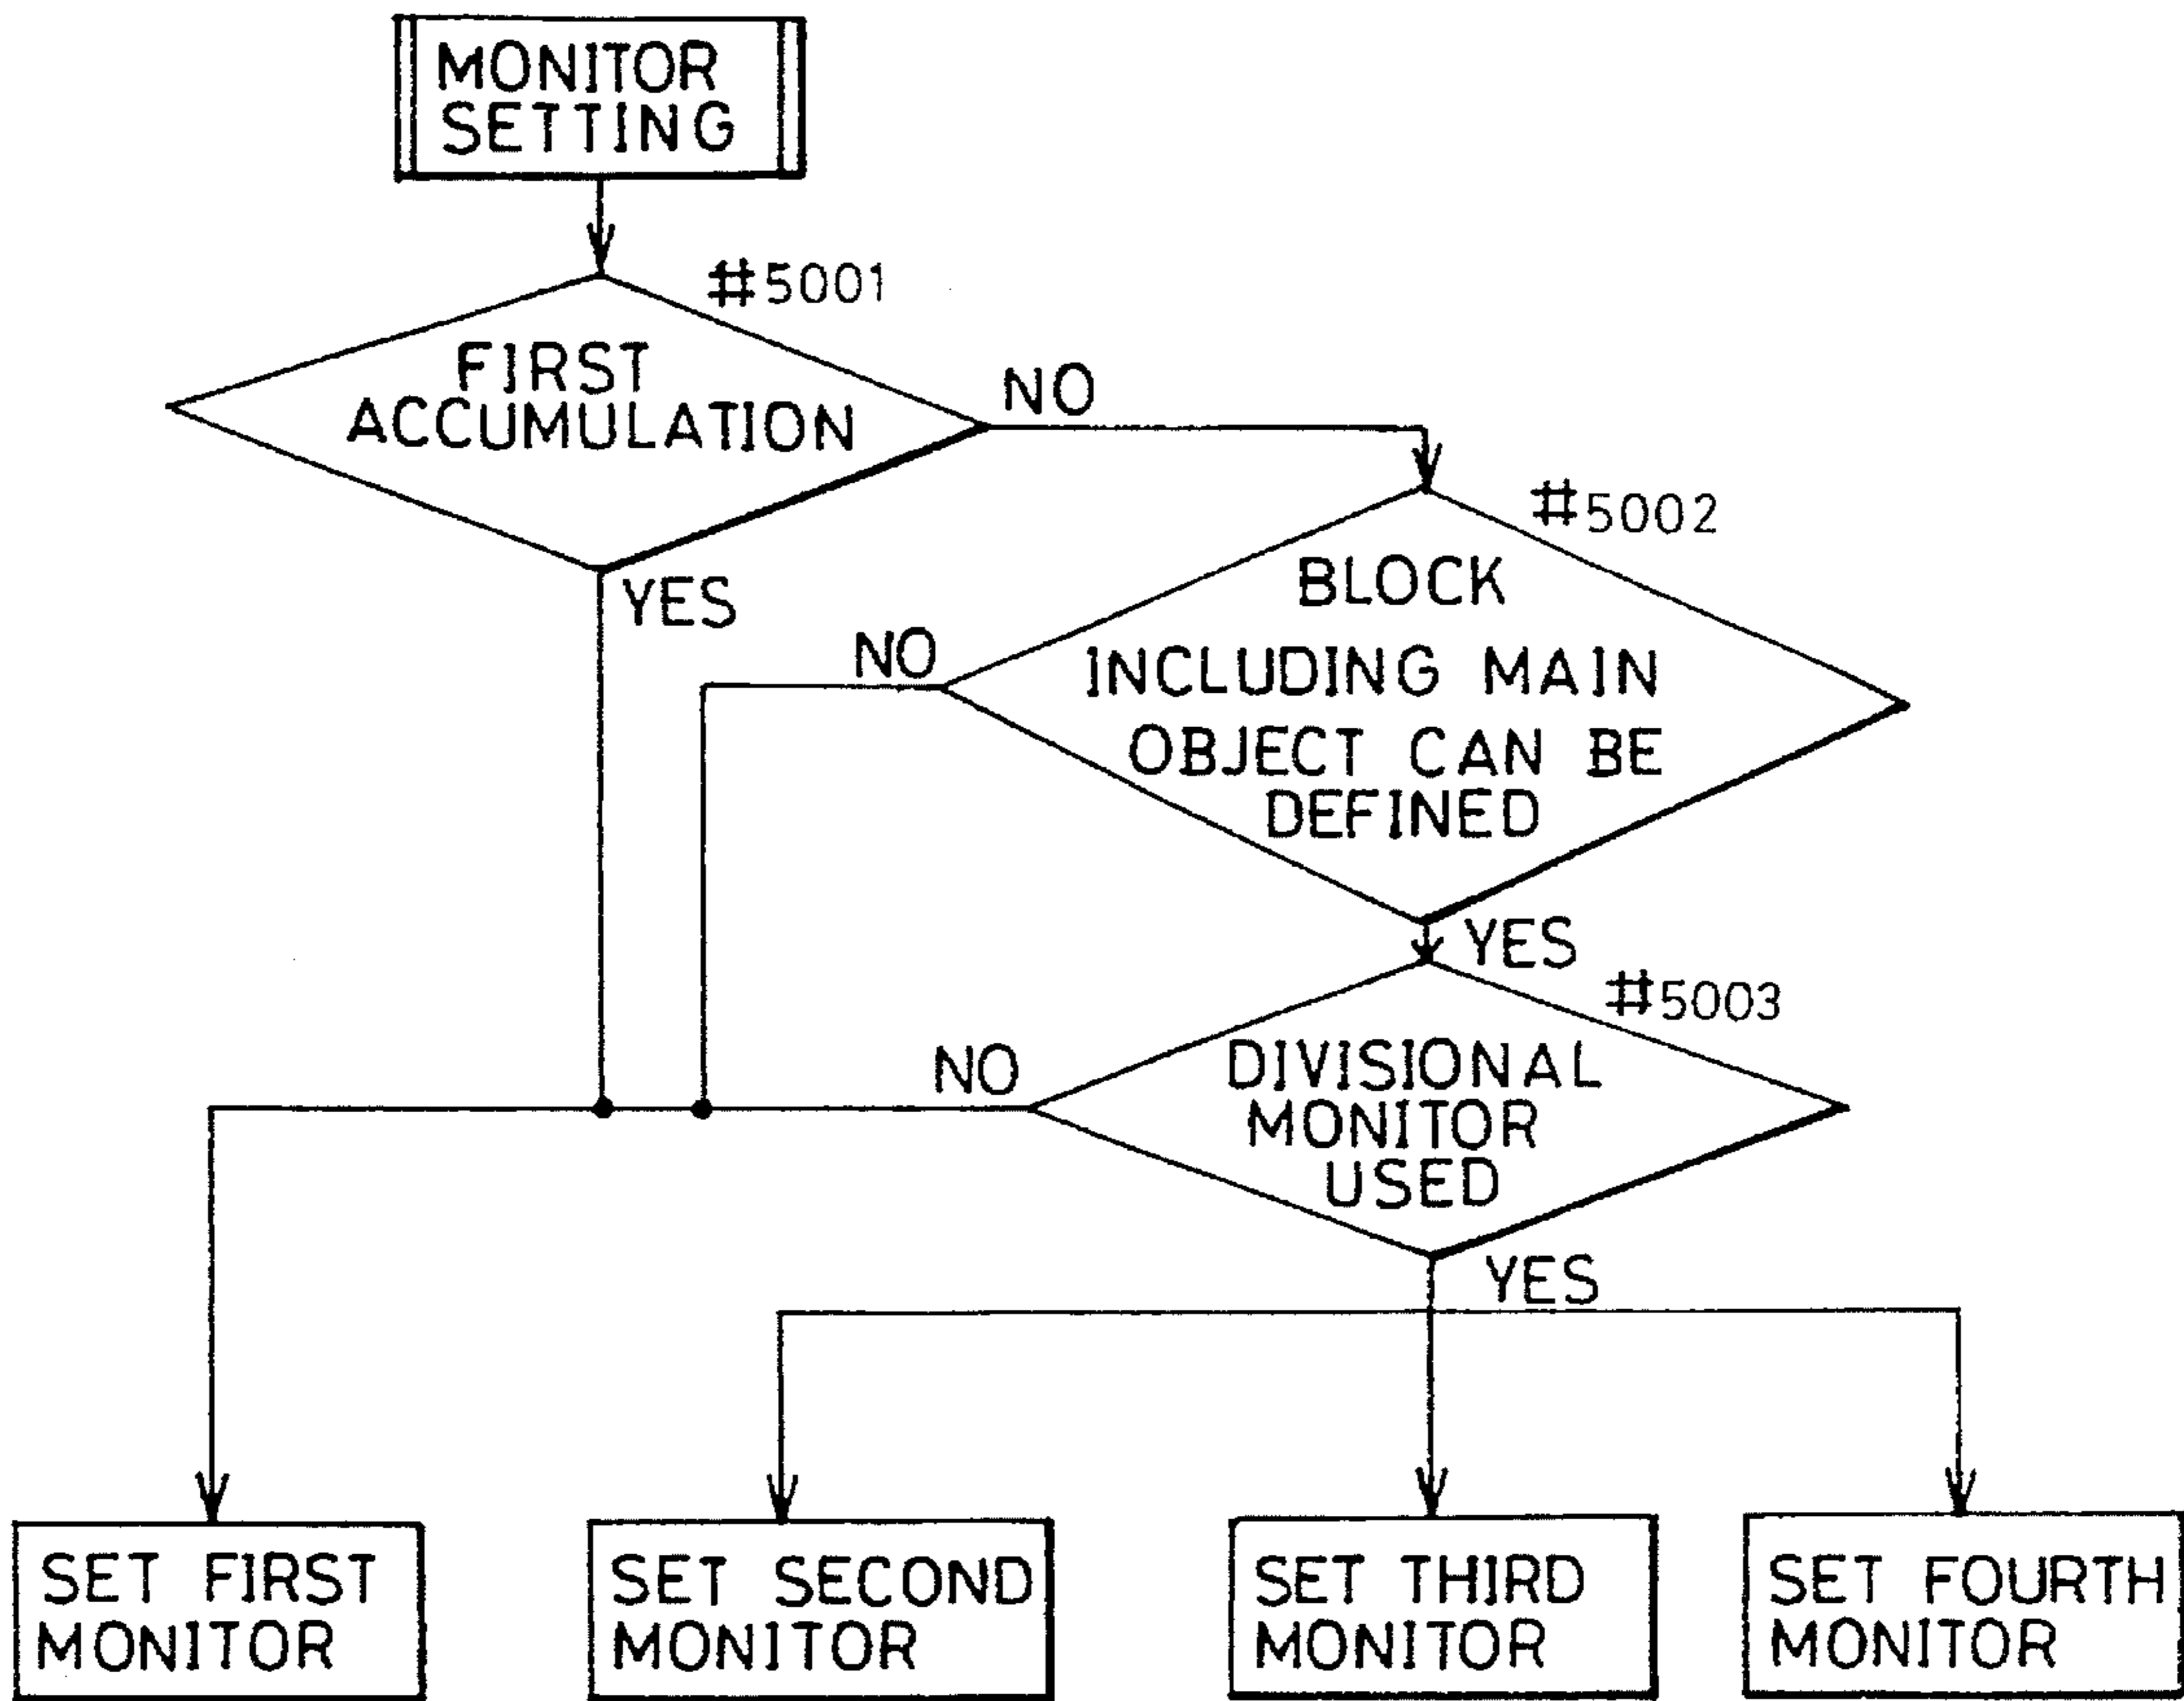 MONITOR
SETTING
#5001
FIRST
ACCUMULATION
NO
YES
#5002
BLOCK
INCLUDING MAIN
OBJECT CAN BE
DEFINED
NO
YES
#5003
DIVISIONAL
MONITOR
USED
NO
YES
SET FIRST
MONITOR
SET SECOND
MONITOR
SET THIRD
MONITOR
SET FOURTH
MONITOR